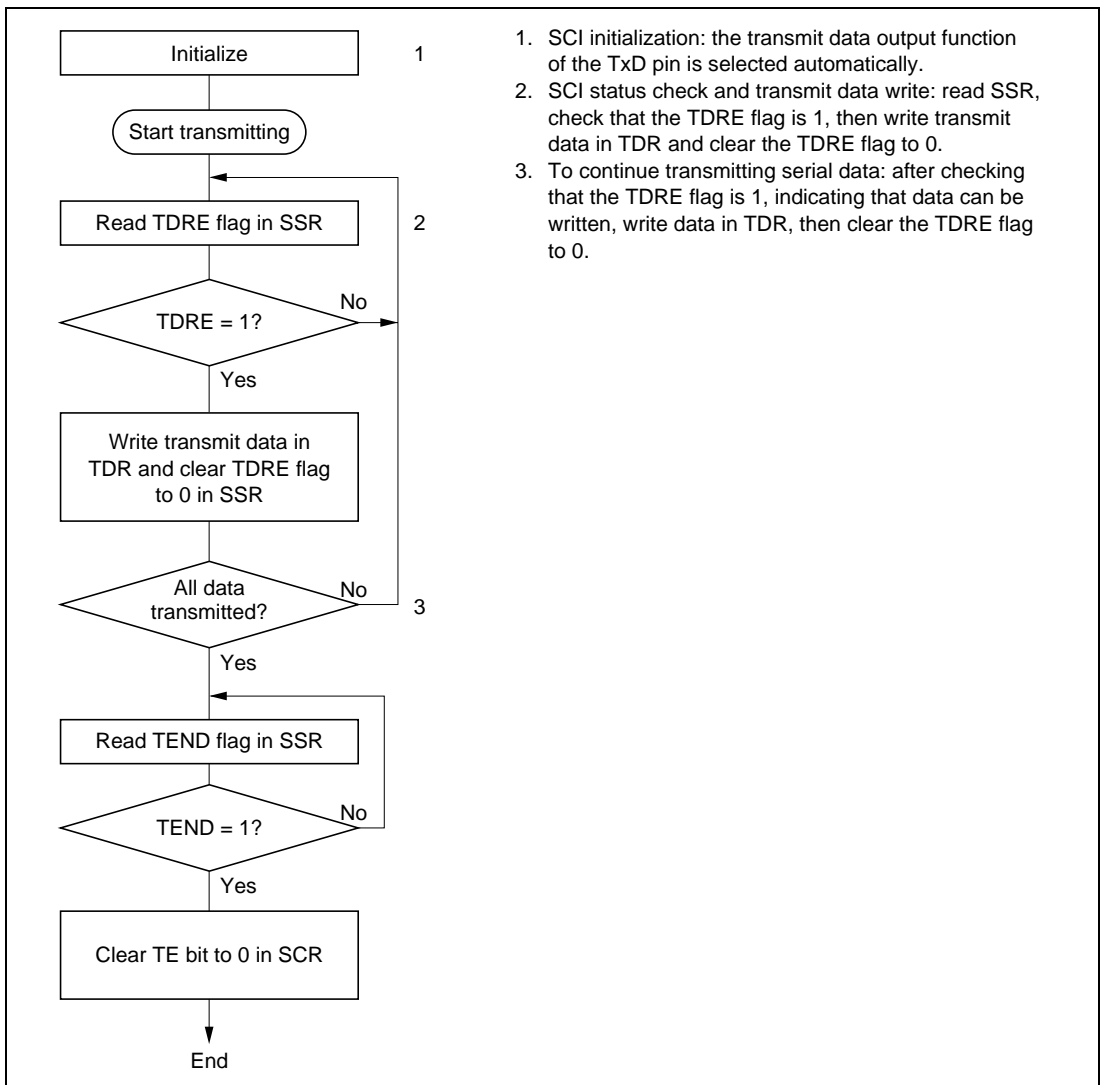 Initialize
1
Start transmitting
Read TDRE flag in SSR
2
TDRE = 1?
No
Yes
Write transmit data in
TDR and clear TDRE flag
to 0 in SSR
All data
transmitted?
No
3
Yes
Read TEND flag in SSR
TEND = 1?
No
Yes
Clear TE bit to 0 in SCR
End
1. SCI initialization: the transmit data output function
of the TxD pin is selected automatically.
2. SCI status check and transmit data write: read SSR,
check that the TDRE flag is 1, then write transmit
data in TDR and clear the TDRE flag to 0.
3. To continue transmitting serial data: after checking
that the TDRE flag is 1, indicating that data can be
written, write data in TDR, then clear the TDRE flag
to 0.